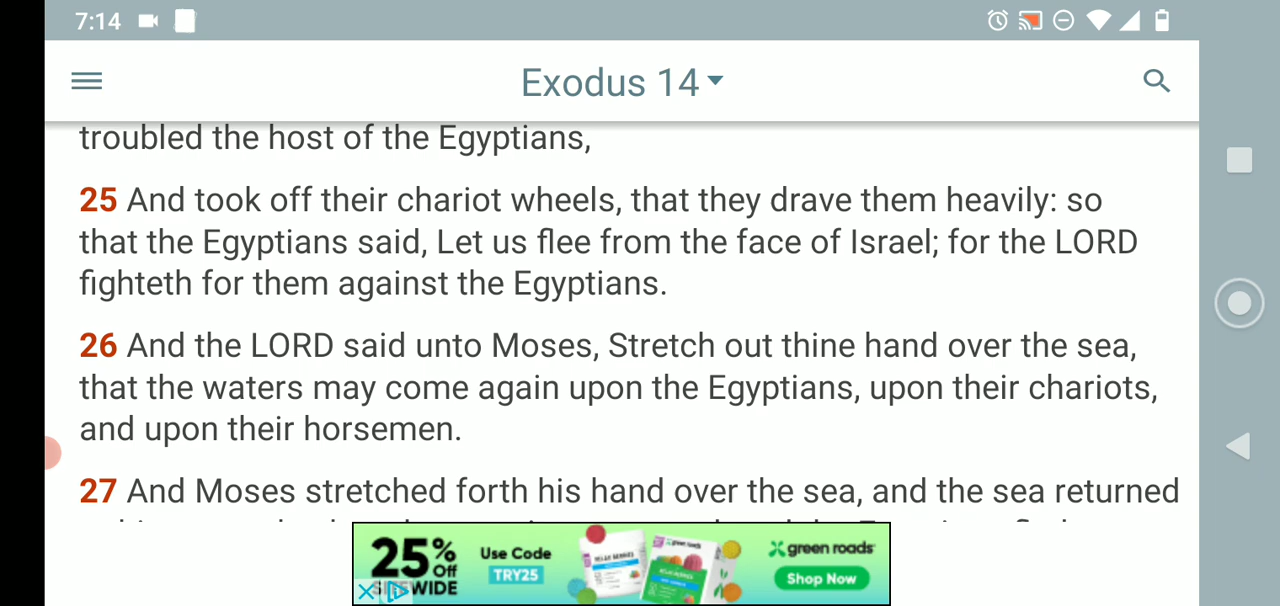 7:14
Exodus 14
troubled the host of the Egyptians,
25 And took off their chariot wheels, that they drave them heavily: so
that the Egyptians said, Let us flee from the face of Israel; for the LORD
fighteth for them against the Egyptians.
26 And the LORD said unto Moses, Stretch out thine hand over the sea,
that the waters may come again upon the Egyptians, upon their chariots,
and upon their horsemen.
27 And Moses stretched forth his hand over the sea, and the sea returned
25% Off
WIDE
Use Code
TRY25
green roads
Shop Now